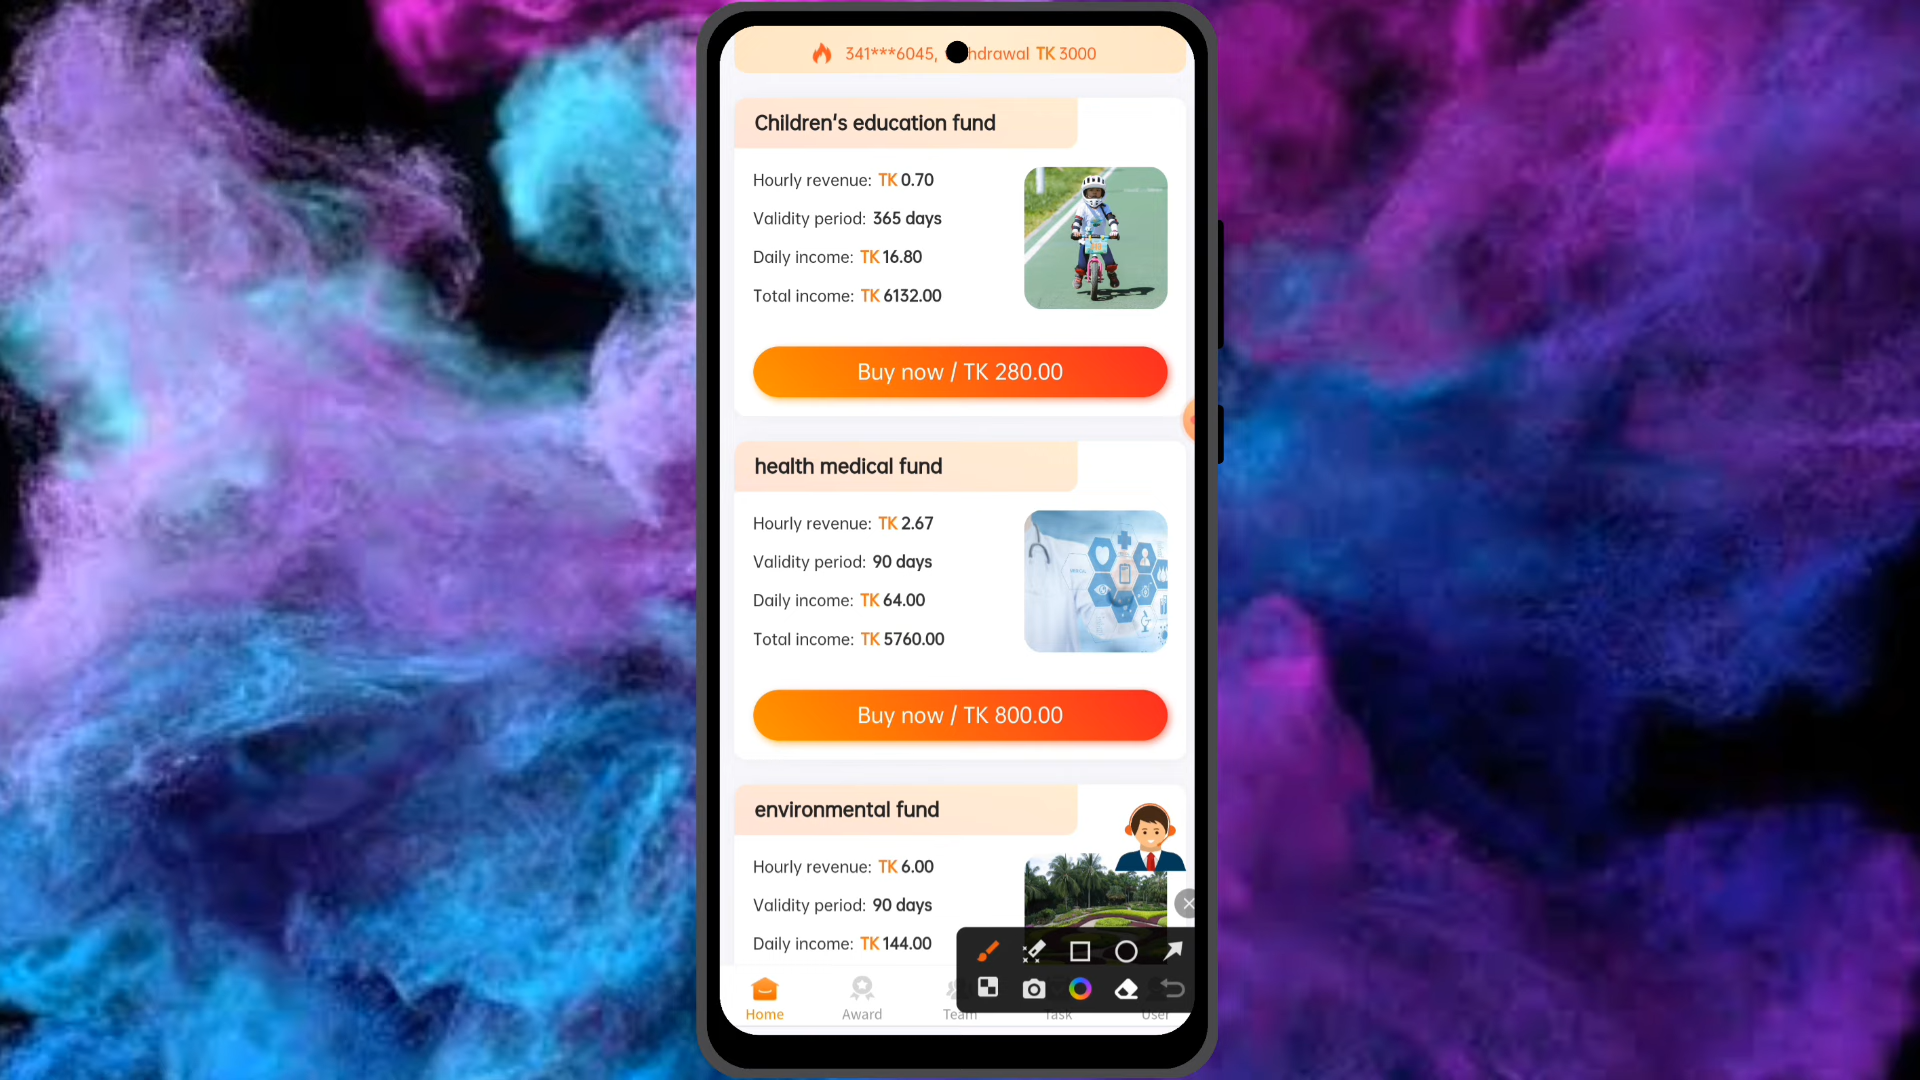 341***6045, hdrawal TK 3000
Children's education fund
Hourly revenue: TK 0.70
Validity period: 365 days
Daily income: TK 16.80
Total income: TK 6132.00
Buy now / TK 280.00
health medical fund
Hourly revenue: TK 2.67
Validity period: 90 days
Daily income: TK 64.00
Total income: TK 5760.00
Buy now / TK 800.00
environmental fund
Hourly revenue: TK 6.00
Validity period: 90 days
Daily income: TK 144.00
Home
Award
Team
Task
User